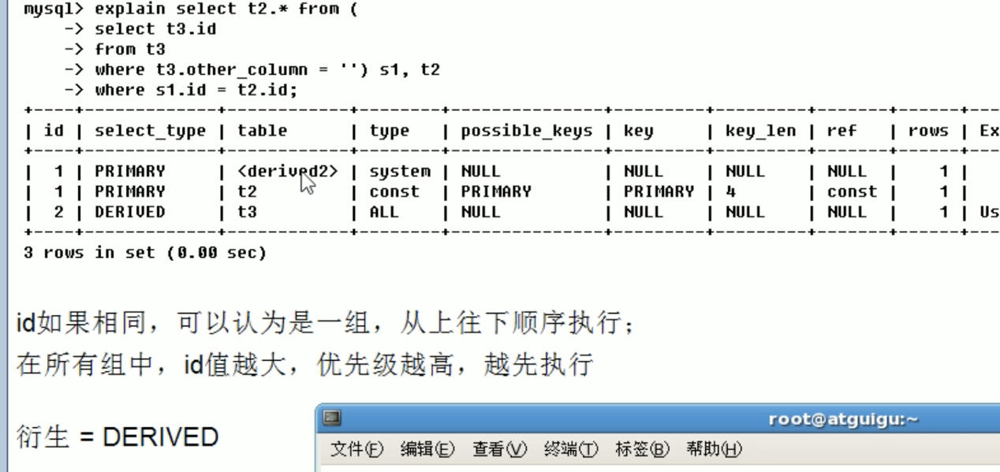 mysql> explain select t2.* from (
-> select t3.id
-> from t3
-> where t3.other_column = '') s1, t2
-> where s1.id = t2.id;
+----+-------------+------------+--------+---------------+---------+---------+-------+------+---
| id | select_type | table | type | possible_keys | key | key_len | ref | rows | Ex
+----+-------------+------------+--------+---------------+---------+---------+-------+------+---
| 1 | PRIMARY | <derived2> | system | NULL | NULL | NULL | NULL | 1 |
| 1 | PRIMARY | t2 | const | PRIMARY | PRIMARY | 4 | const | 1 |
| 2 | DERIVED | t3 | ALL | NULL | NULL | NULL | NULL | 1 | Us
+----+-------------+------------+--------+---------------+---------+---------+-------+------+---
3 rows in set (0.00 sec)
id如果相同，可以认为是一组，从上往下顺序执行；
在所有组中，id值越大，优先级越高，越先执行
衍生 = DERIVED
root@atguigu:~
文件(F) 编辑(E) 查看(V) 终端(T) 标签(B) 帮助(H)